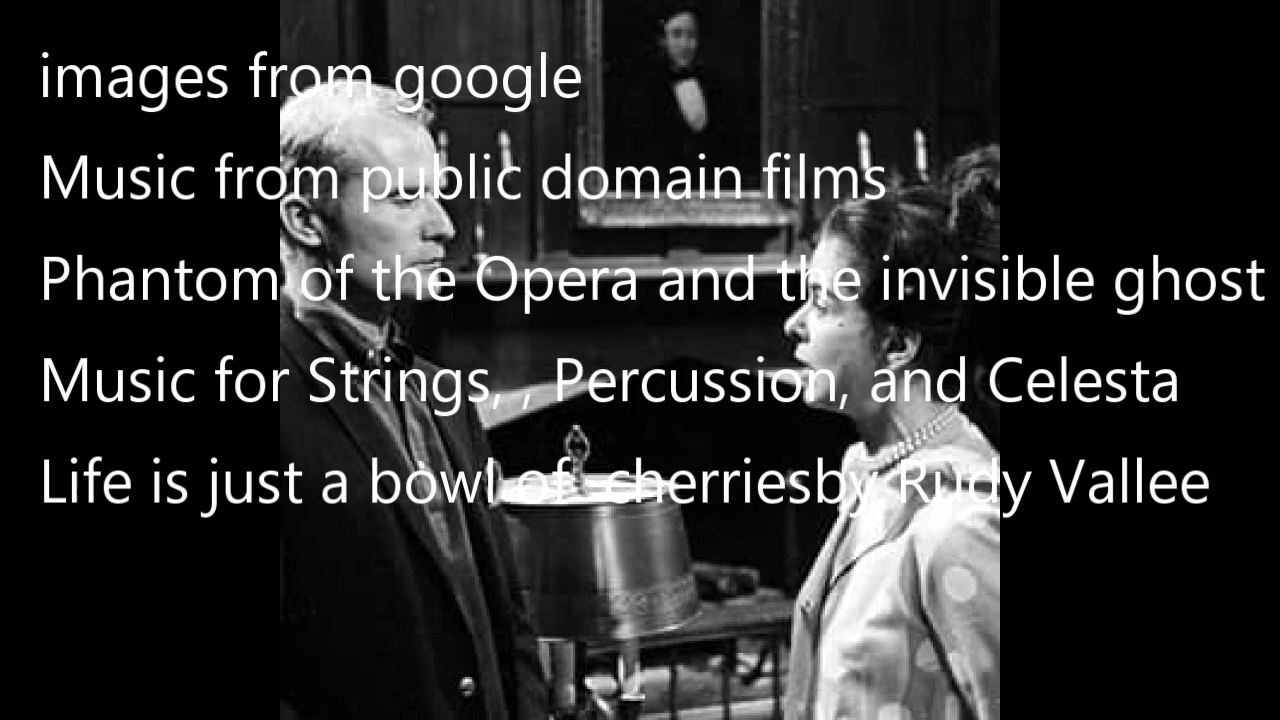 images from google
Music from public domain films
Phantom of the Opera and the invisible ghost
Music for Strings, , Percussion, and Celesta
Life is just a bowl of  cherriesby Rudy Vallee